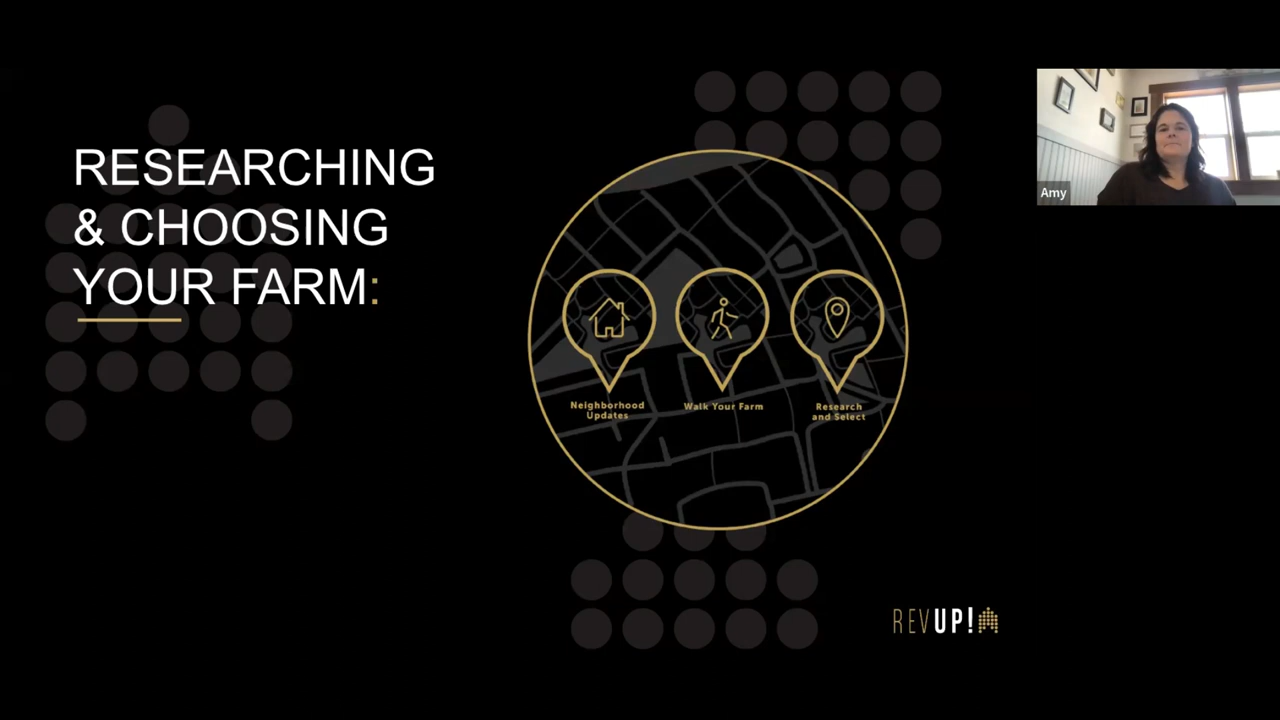 RESEARCHING
& CHOOSING
YOUR FARM:
Neighborhood
Updates
Walk Your Farm
Research
and Select
Amy
REVUP!